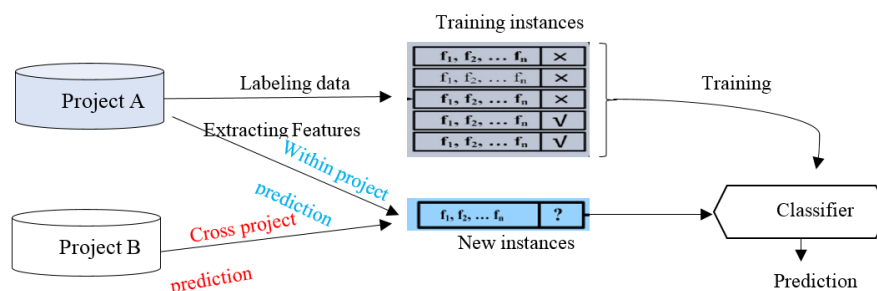 Training instances
f1, f2, … fn ×
f1, f2, … fn ×
f1, f2, … fn ×
f1, f2, … fn √
f1, f2, … fn √
Project A
Labeling data
Training
Extracting Features
Within project
prediction
Cross project
prediction
Project B
f1, f2, … fn ?
New instances
Classifier
Prediction